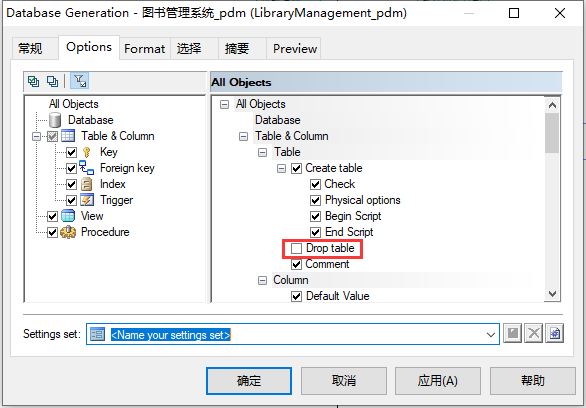 Database Generation - 图书管理系统_pdm (LibraryManagement_pdm)
常规 Options Format 选择 摘要 Preview
All Objects
Database
Table & Column
Key
Foreign key
Index
Trigger
View
Procedure
All Objects
All Objects
Database
Table & Column
Table
Create table
Check
Physical options
Begin Script
End Script
Drop table
Comment
Column
Default Value
Settings set: <Name your settings set>
确定 取消 应用(A) 帮助